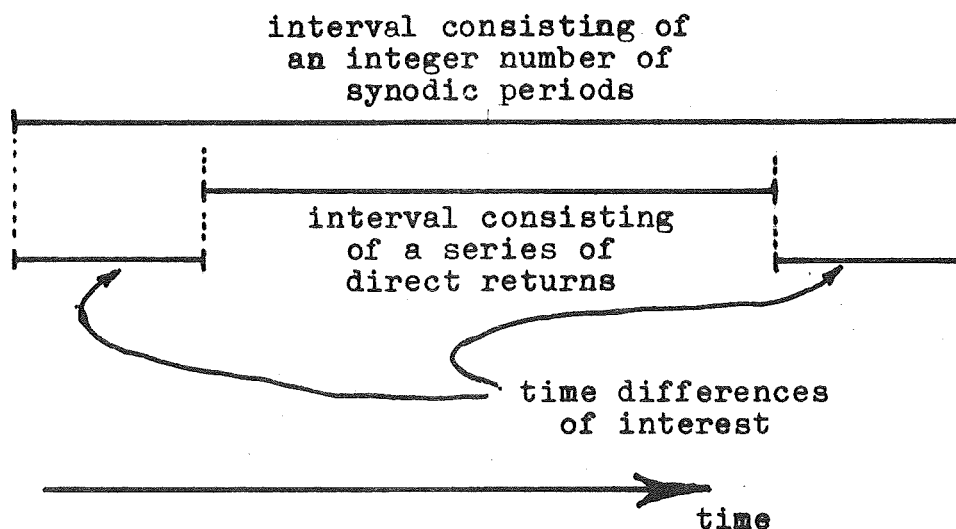 interval consisting of
an integer number of
synodic periods
interval consisting
of a series of
direct returns
time differences
of interest
time